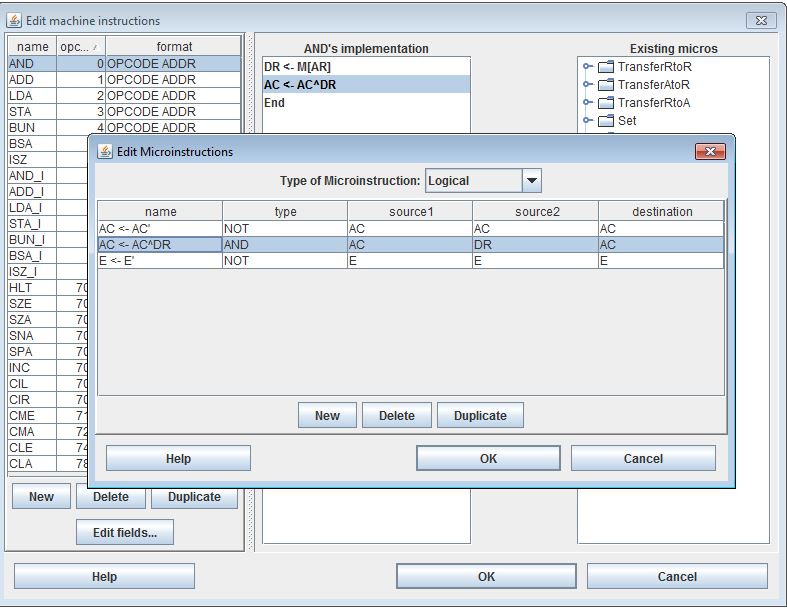 Edit machine instructions
name opc... format
AND 0 OPCODE ADDR
ADD 1 OPCODE ADDR
LDA 2 OPCODE ADDR
STA 3 OPCODE ADDR
BUN 4 OPCODE ADDR
BSA
ISZ
AND_I
ADD_I
LDA_I
STA_I
BUN_I
BSA_I
ISZ_I
HLT 70
SZE 70
SZA 70
SNA 70
SPA 70
INC 70
CIL 70
CIR 70
CME 71
CMA 72
CLE 74
CLA 78
New Delete Duplicate
Edit fields...
AND's implementation
DR <- M[AR]
AC <- AC^DR
End
Existing micros
TransferRtoR
TransferAtoR
TransferRtoA
Set
Edit Microinstructions
Type of Microinstruction: Logical
name type source1 source2 destination
AC <- AC' NOT AC AC AC
AC <- AC^DR AND AC DR AC
E <- E' NOT E E E
New Delete Duplicate
Help OK Cancel
Help OK Cancel